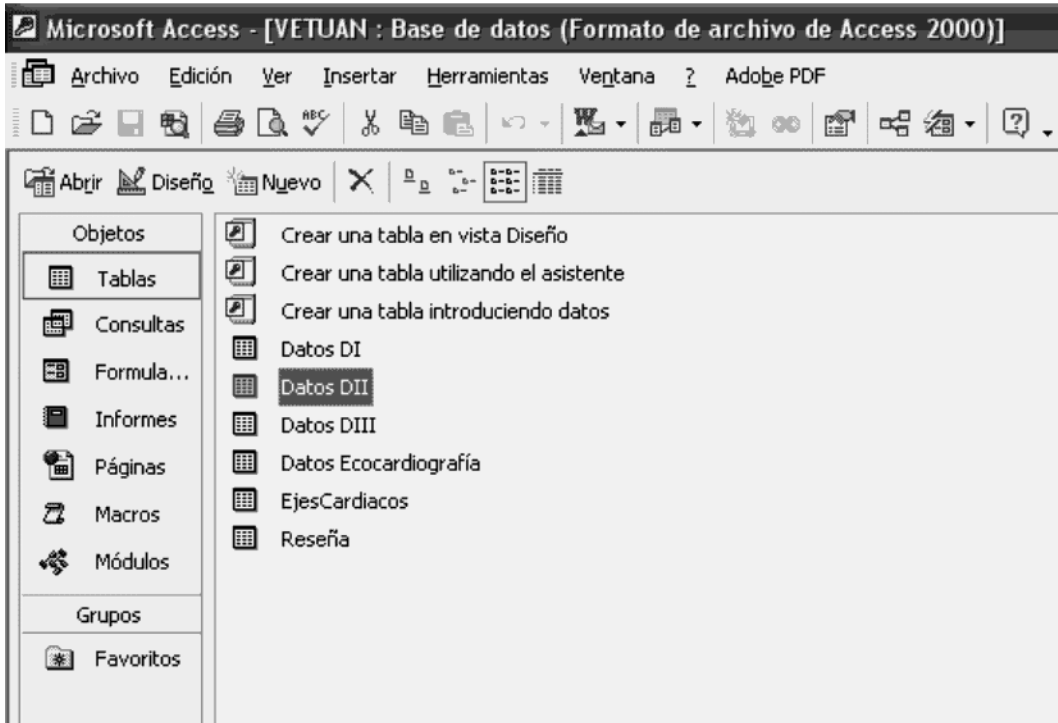 Microsoft Access - [VETUAN : Base de datos (Formato de archivo de Access 2000)]
Archivo Edición Ver Insertar Herramientas Ventana ? Adobe PDF
ABC
Abrir Diseño Nuevo
Objetos
Tablas
Consultas
Formula...
Informes
Páginas
Macros
Módulos
Grupos
Favoritos
Crear una tabla en vista Diseño
Crear una tabla utilizando el asistente
Crear una tabla introduciendo datos
Datos DI
Datos DII
Datos DIII
Datos Ecocardiografía
EjesCardiacos
Reseña